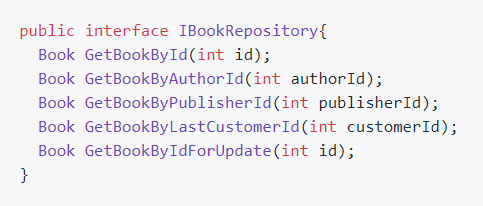 public interface IBookRepository{
  Book GetBookById(int id);
  Book GetBookByAuthorId(int authorId);
  Book GetBookByPublisherId(int publisherId);
  Book GetBookByLastCustomerId(int customerId);
  Book GetBookByIdForUpdate(int id);
}